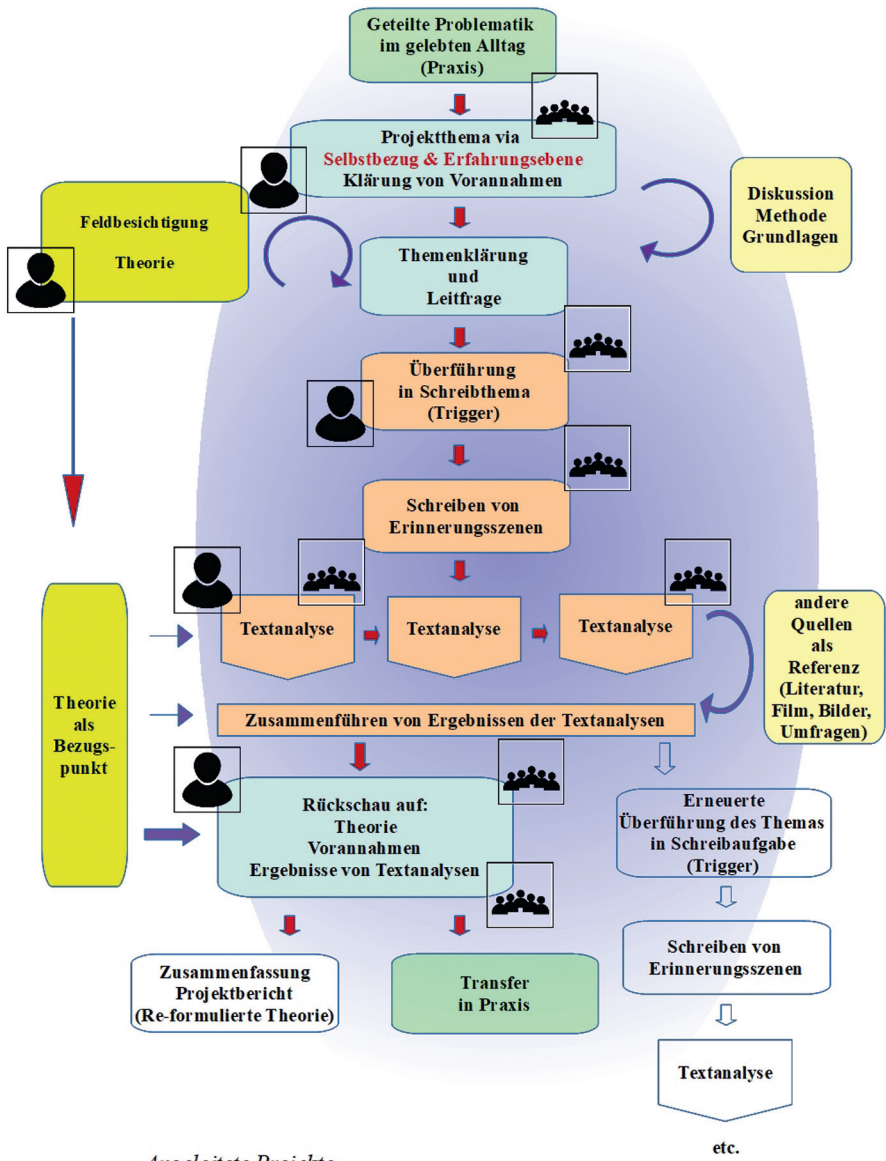 Geteilte Problematik
im gelebten Alltag
(Praxis)
Projektthema via
Selbstbezug & Erfahrungsebene
Klärung von Vorannahmen
Feldbesichtigung
Theorie
Diskussion
Methode
Grundlagen
Themenklärung
und
Leitfrage
Überführung
in Schreibthema
(Trigger)
Schreiben von
Erinnerungsszenen
Textanalyse
Textanalyse
Textanalyse
andere
Quellen
als
Referenz
(Literatur,
Film, Bilder,
Umfragen)
Theorie
als
Bezugs-
punkt
Zusammenführen von Ergebnissen der Textanalysen
Rückschau auf:
Theorie
Vorannahmen
Ergebnisse von Textanalysen
Erneuerte
Überführung des Themas
in Schreibaufgabe
(Trigger)
Schreiben von
Erinnerungsszenen
Zusammenfassung
Projektbericht
(Re-formulierte Theorie)
Transfer
in Praxis
Textanalyse
etc.